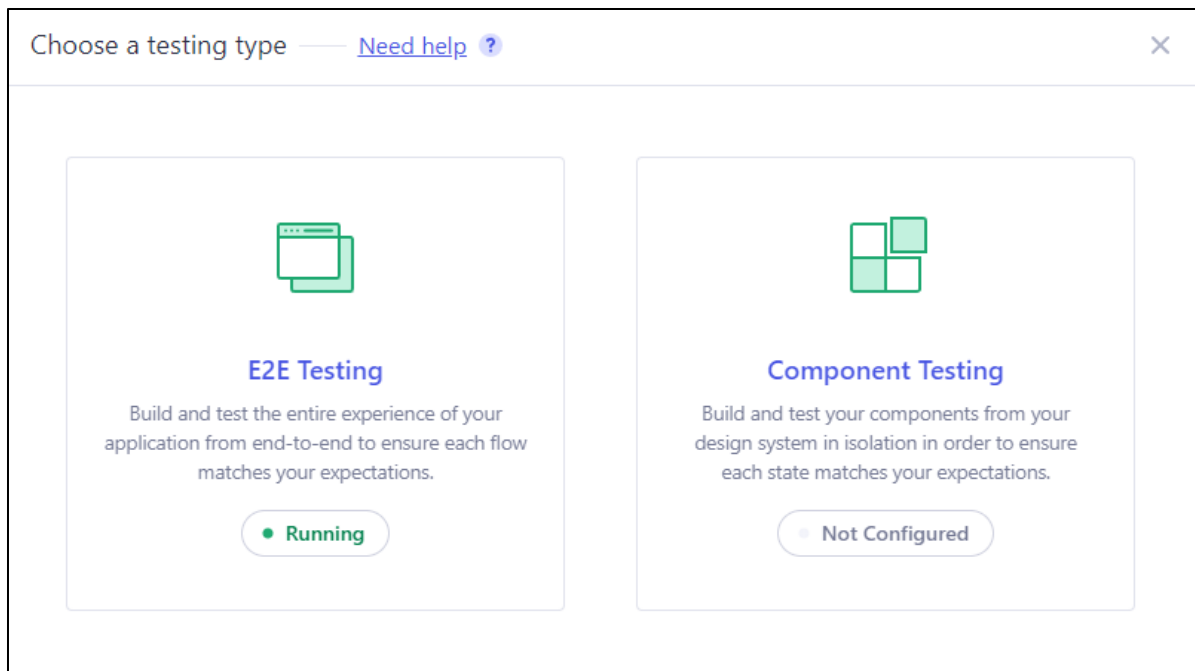 Choose a testing type
Need help ?
E2E Testing
Build and test the entire experience of your
application from end-to-end to ensure each flow
matches your expectations.
Running
Component Testing
Build and test your components from your
design system in isolation in order to ensure
each state matches your expectations.
Not Configured